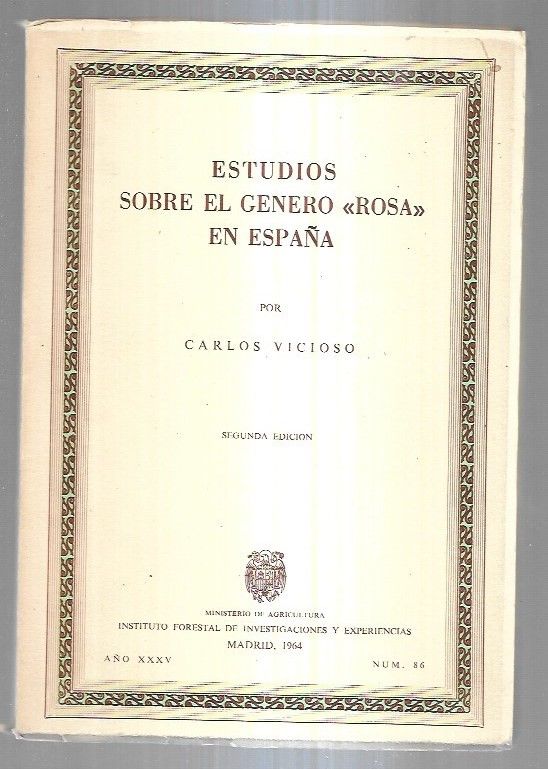 ESTUDIOS
SOBRE EL GENERO «ROSA»
EN ESPAÑA
POR
CARLOS VICIOSO
SEGUNDA EDICION
MINISTERIO DE AGRICULTURA
INSTITUTO FORESTAL DE INVESTIGACIONES Y EXPERIENCIAS
MADRID, 1964
AÑO XXXV NUM. 86